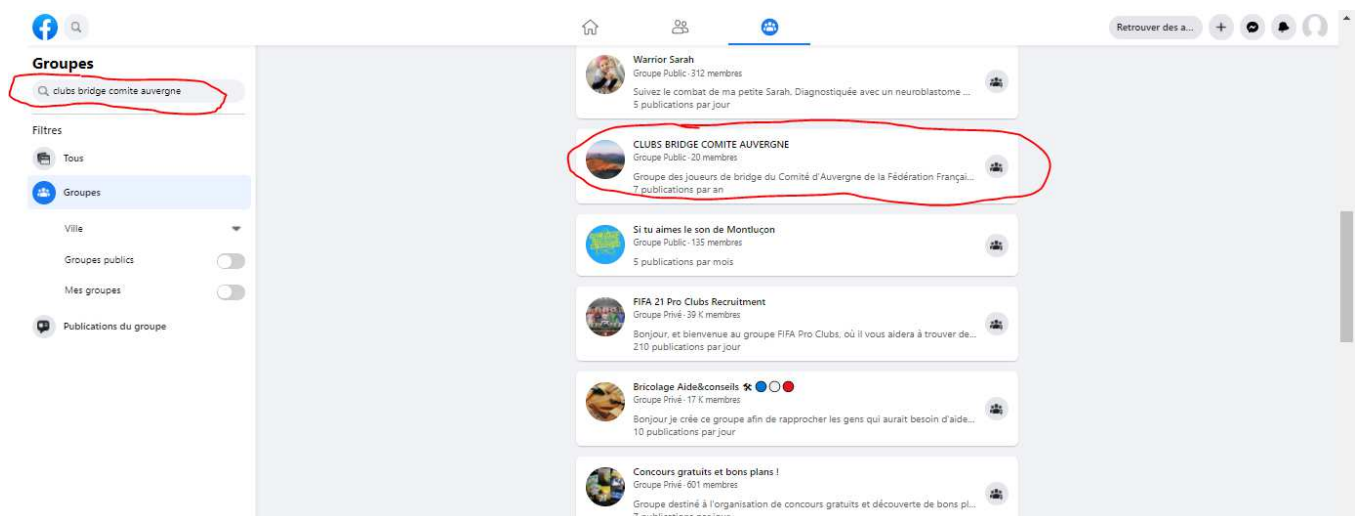 Retrouver des a...
Groupes
clubs bridge comite auvergne
Filtres
Tous
Groupes
Ville
Groupes publics
Mes groupes
Publications du groupe
Warrior Sarah
Groupe Public·312 membres
Suivez le combat de ma petite Sarah. Diagnostiquée avec un neuroblastome ...
5 publications par jour
CLUBS BRIDGE COMITE AUVERGNE
Groupe Public·20 membres
Groupe des joueurs de bridge du Comité d'Auvergne de la Fédération Françai...
7 publications par an
Si tu aimes le son de Montluçon
Groupe Public·135 membres
5 publications par mois
FIFA 21 Pro Clubs Recruitment
Groupe Privé·39 K membres
Bonjour, et bienvenue au groupe FIFA Pro Clubs, où il vous aidera à trouver de...
210 publications par jour
Bricolage Aide&conseils 🛠 🔵⚪🔴
Groupe Privé·17 K membres
Bonjour je crée ce groupe afin de rapprocher les gens qui aurait besoin d'aide...
10 publications par jour
Concours gratuits et bons plans !
Groupe Privé·601 membres
Groupe destiné à l'organisation de concours gratuits et découverte de bons pl...
7 publications par jour